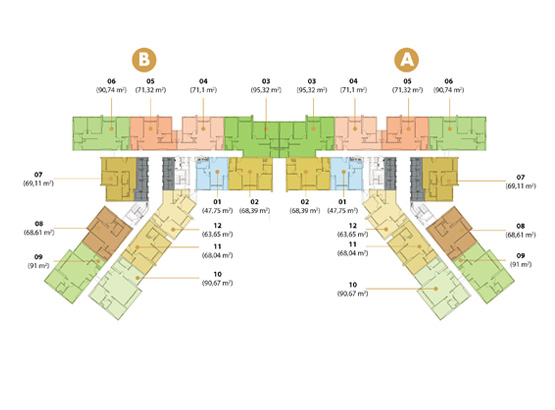 B
A
06
(90,74 m²)
05
(71,32 m²)
04
(71,1 m²)
03
(95,32 m²)
03
(95,32 m²)
04
(71,1 m²)
05
(71,32 m²)
06
(90,74 m²)
07
(69,11 m²)
07
(69,11 m²)
01
(47,75 m²)
02
(68,39 m²)
02
(68,39 m²)
01
(47,75 m²)
08
(68,61 m²)
12
(63,65 m²)
12
(63,65 m²)
08
(68,61 m²)
11
(68,04 m²)
11
(68,04 m²)
09
(91 m²)
09
(91 m²)
10
(90,67 m²)
10
(90,67 m²)